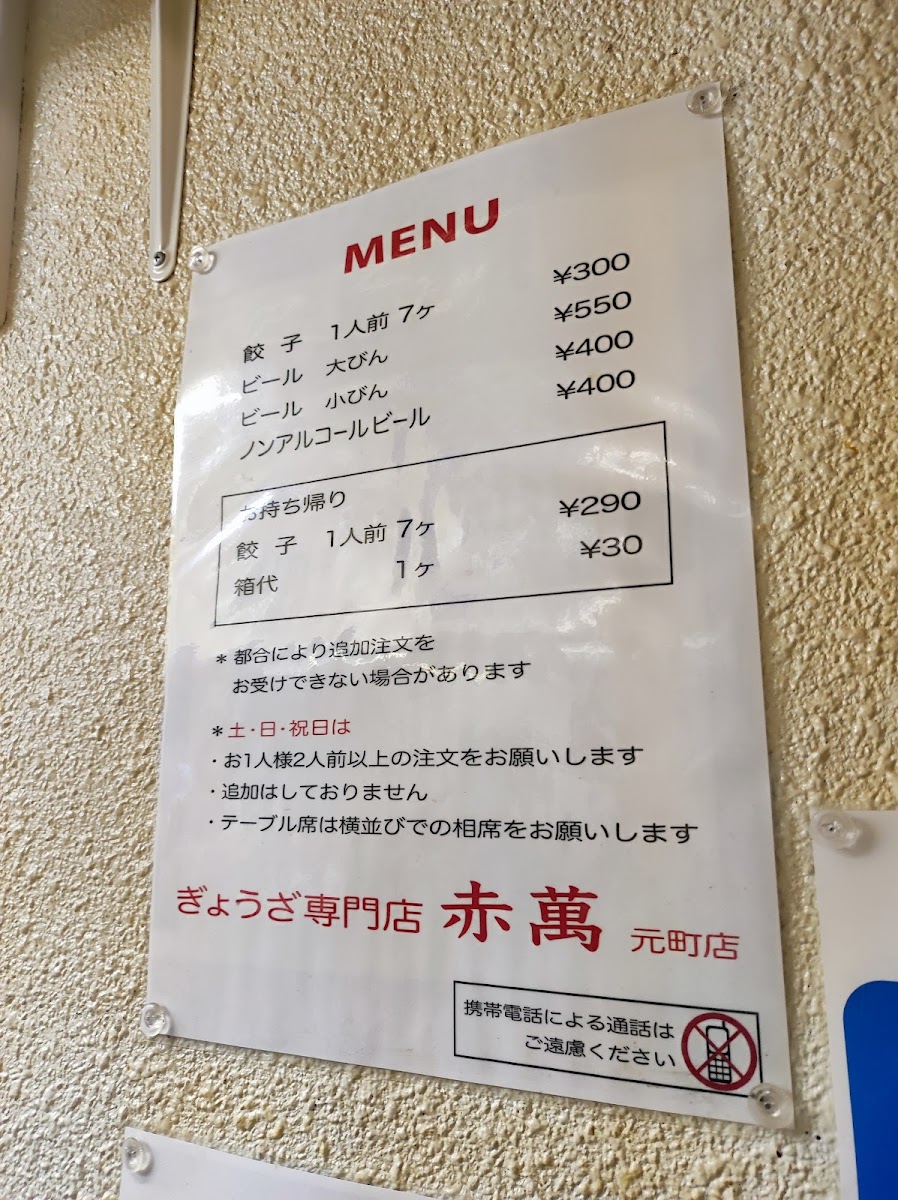 MENU
餃 子 1人前 7ヶ ¥300
ビール 大びん ¥550
ビール 小びん ¥400
ノンアルコールビール ¥400
お持ち帰り
餃 子 1人前 7ヶ ¥290
箱代 1ヶ ¥30
＊都合により追加注文を
お受けできない場合があります
＊土・日・祝日は
・お1人様2人前以上の注文をお願いします
・追加はしておりません
・テーブル席は横並びでの相席をお願いします
ぎょうざ専門店 赤萬 元町店
携帯電話による通話は
ご遠慮ください